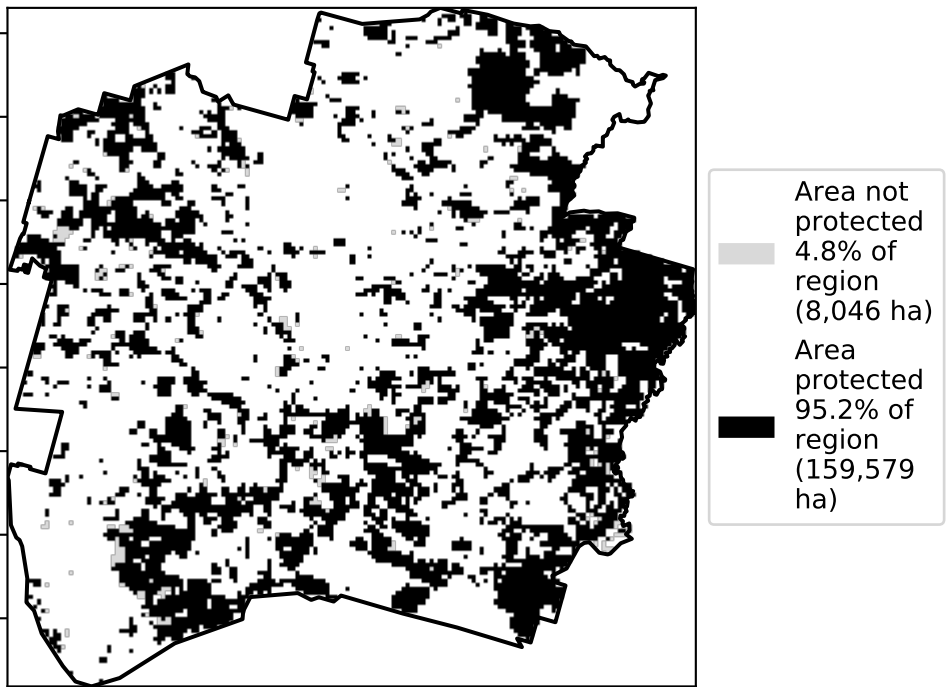 Area not
protected
4.8% of
region
(8,046 ha)
Area
protected
95.2% of
region
(159,579
ha)